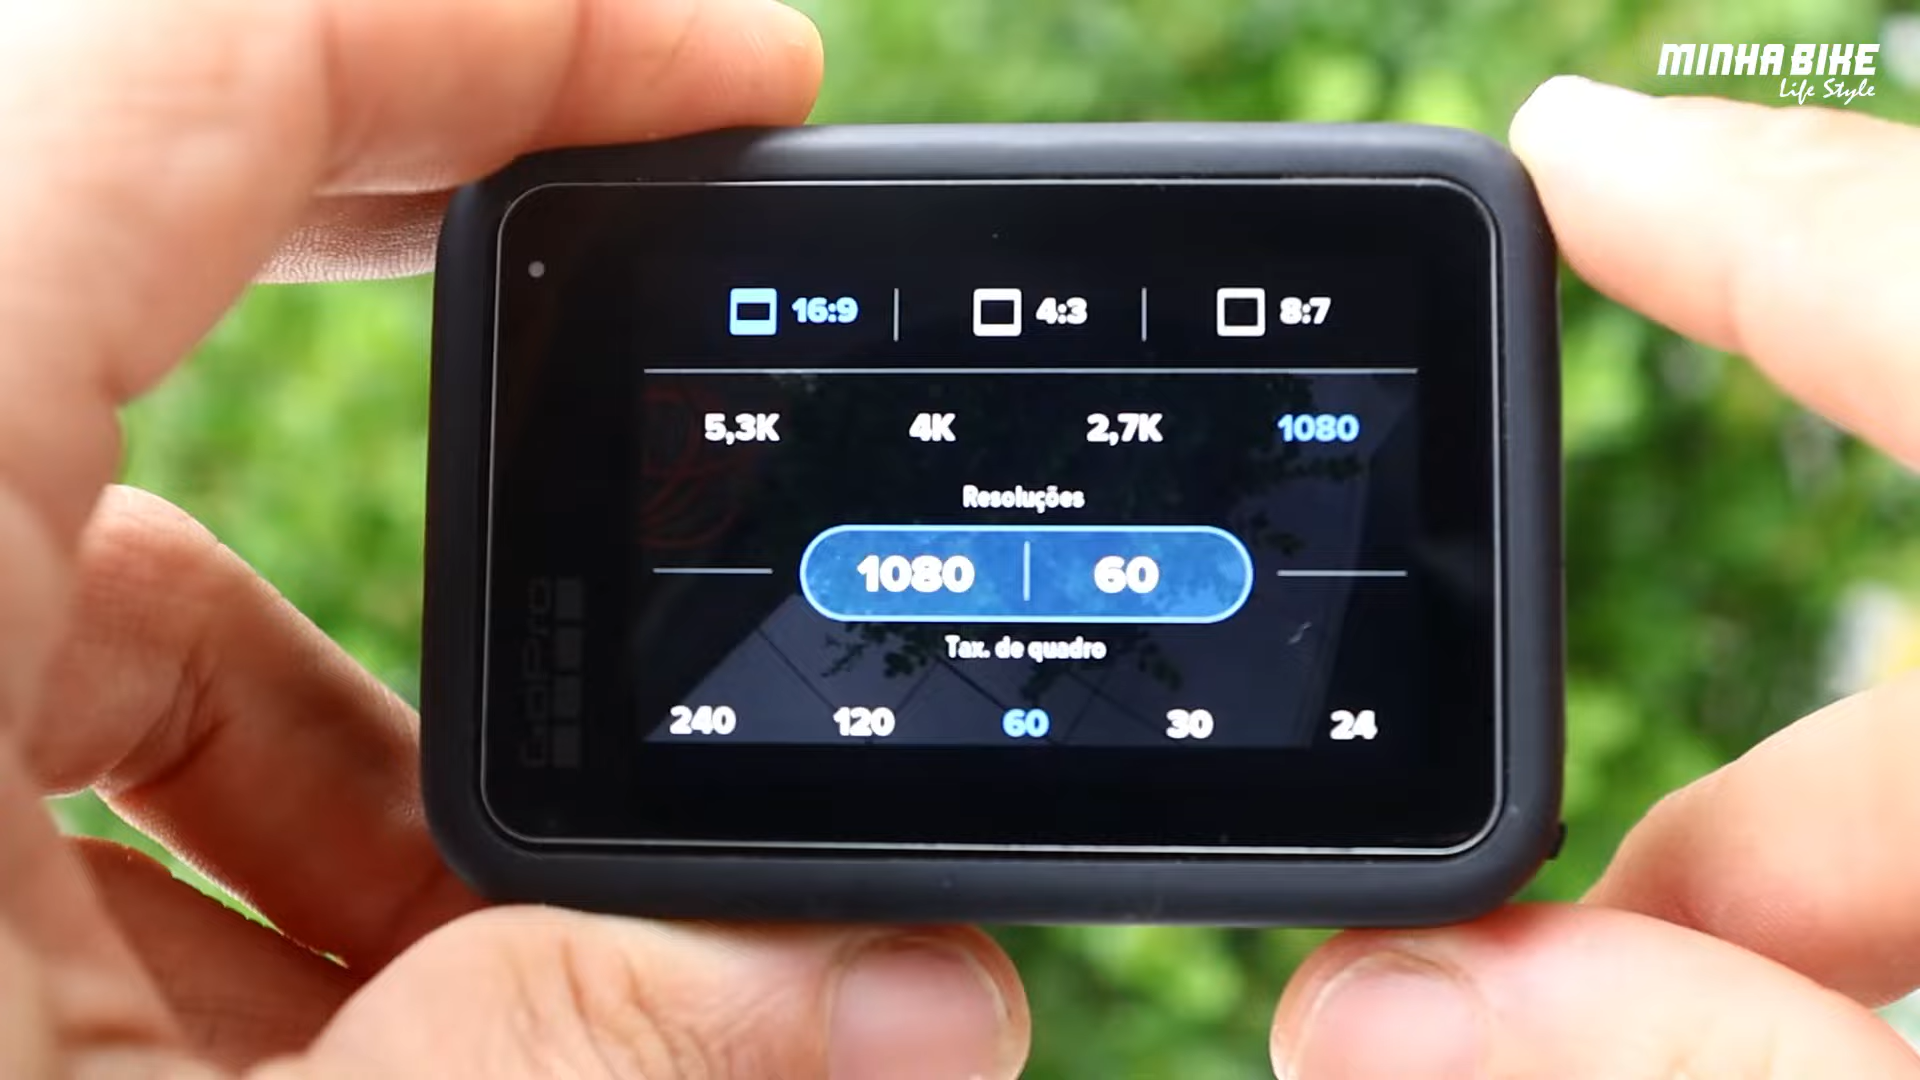 MINHA BIKE
Life Style
16:9 4:3 8:7
5,3K 4K 2,7K 1080
Resoluções
1080 60
Tax. de quadro
240 120 60 30 24
GoPro